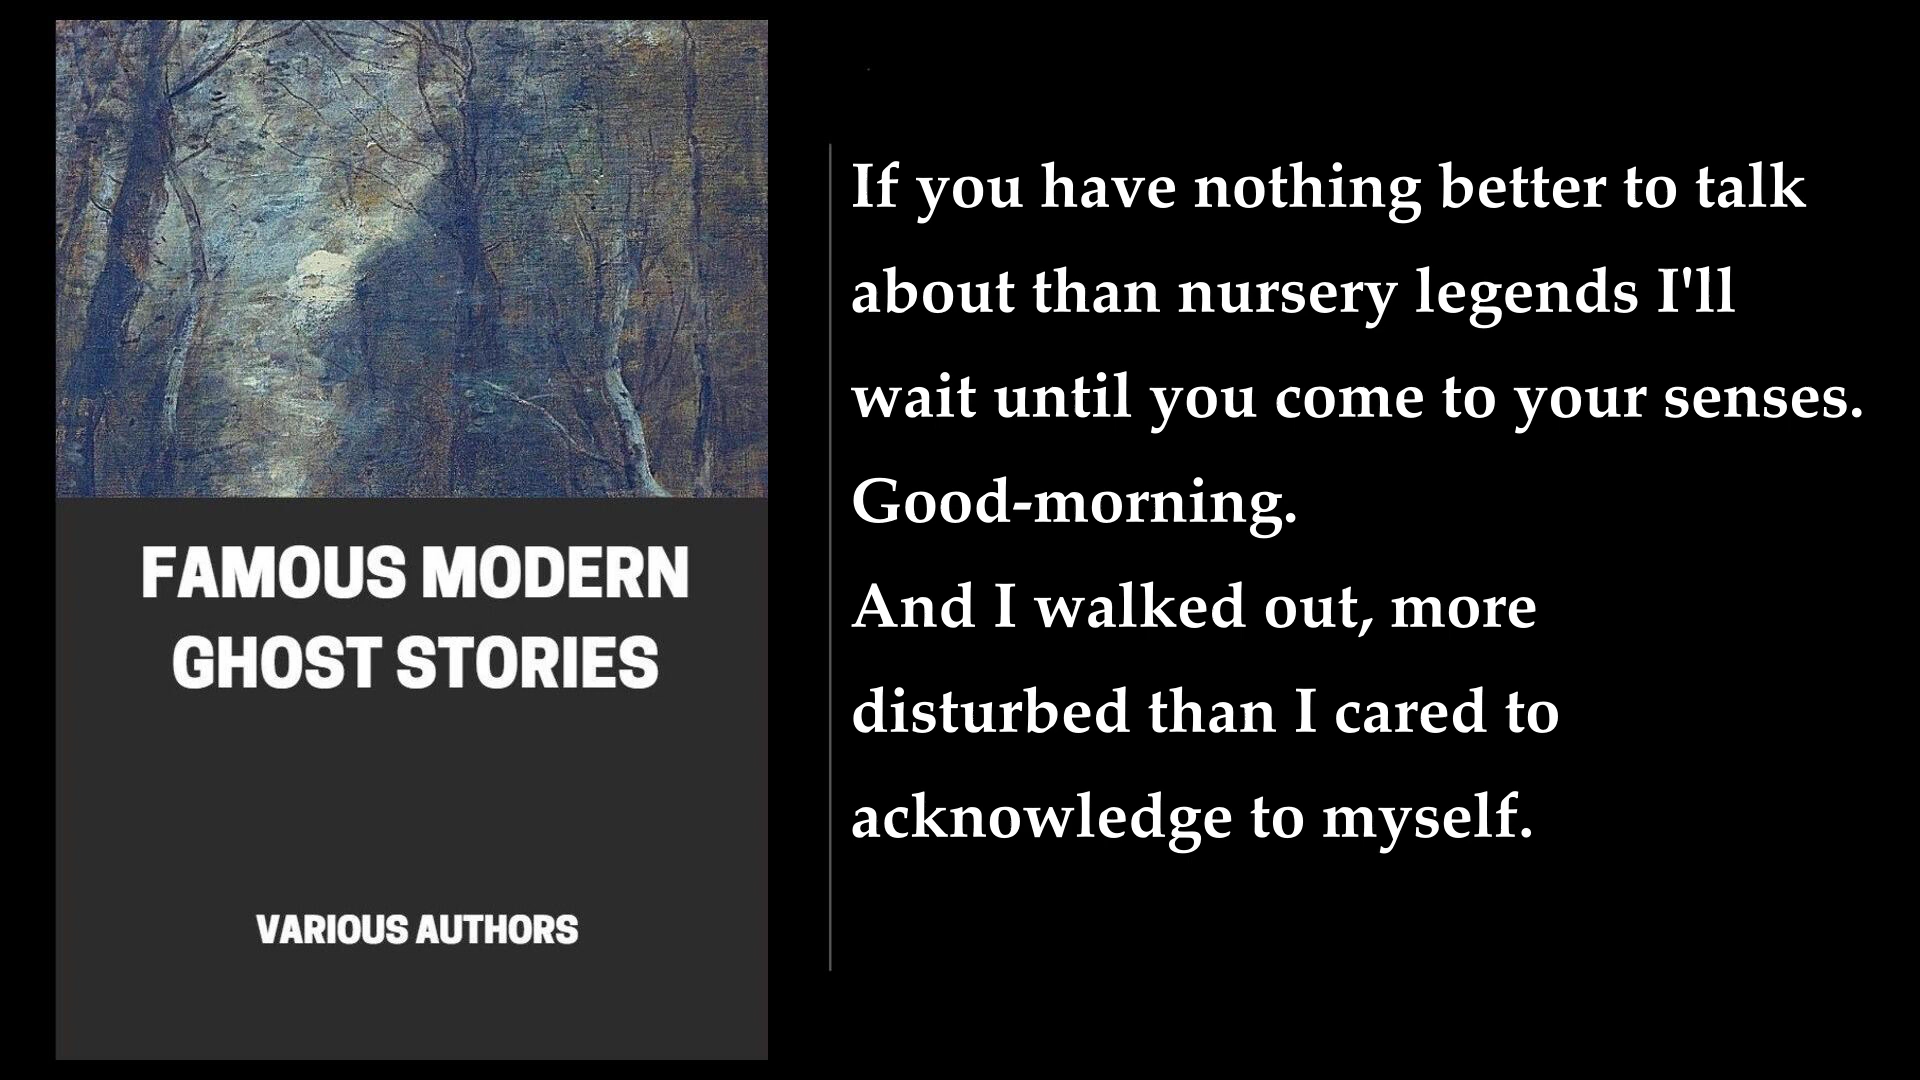 FAMOUS MODERN
GHOST STORIES
VARIOUS AUTHORS
If you have nothing better to talk
about than nursery legends I'll
wait until you come to your senses.
Good-morning.
And I walked out, more
disturbed than I cared to
acknowledge to myself.